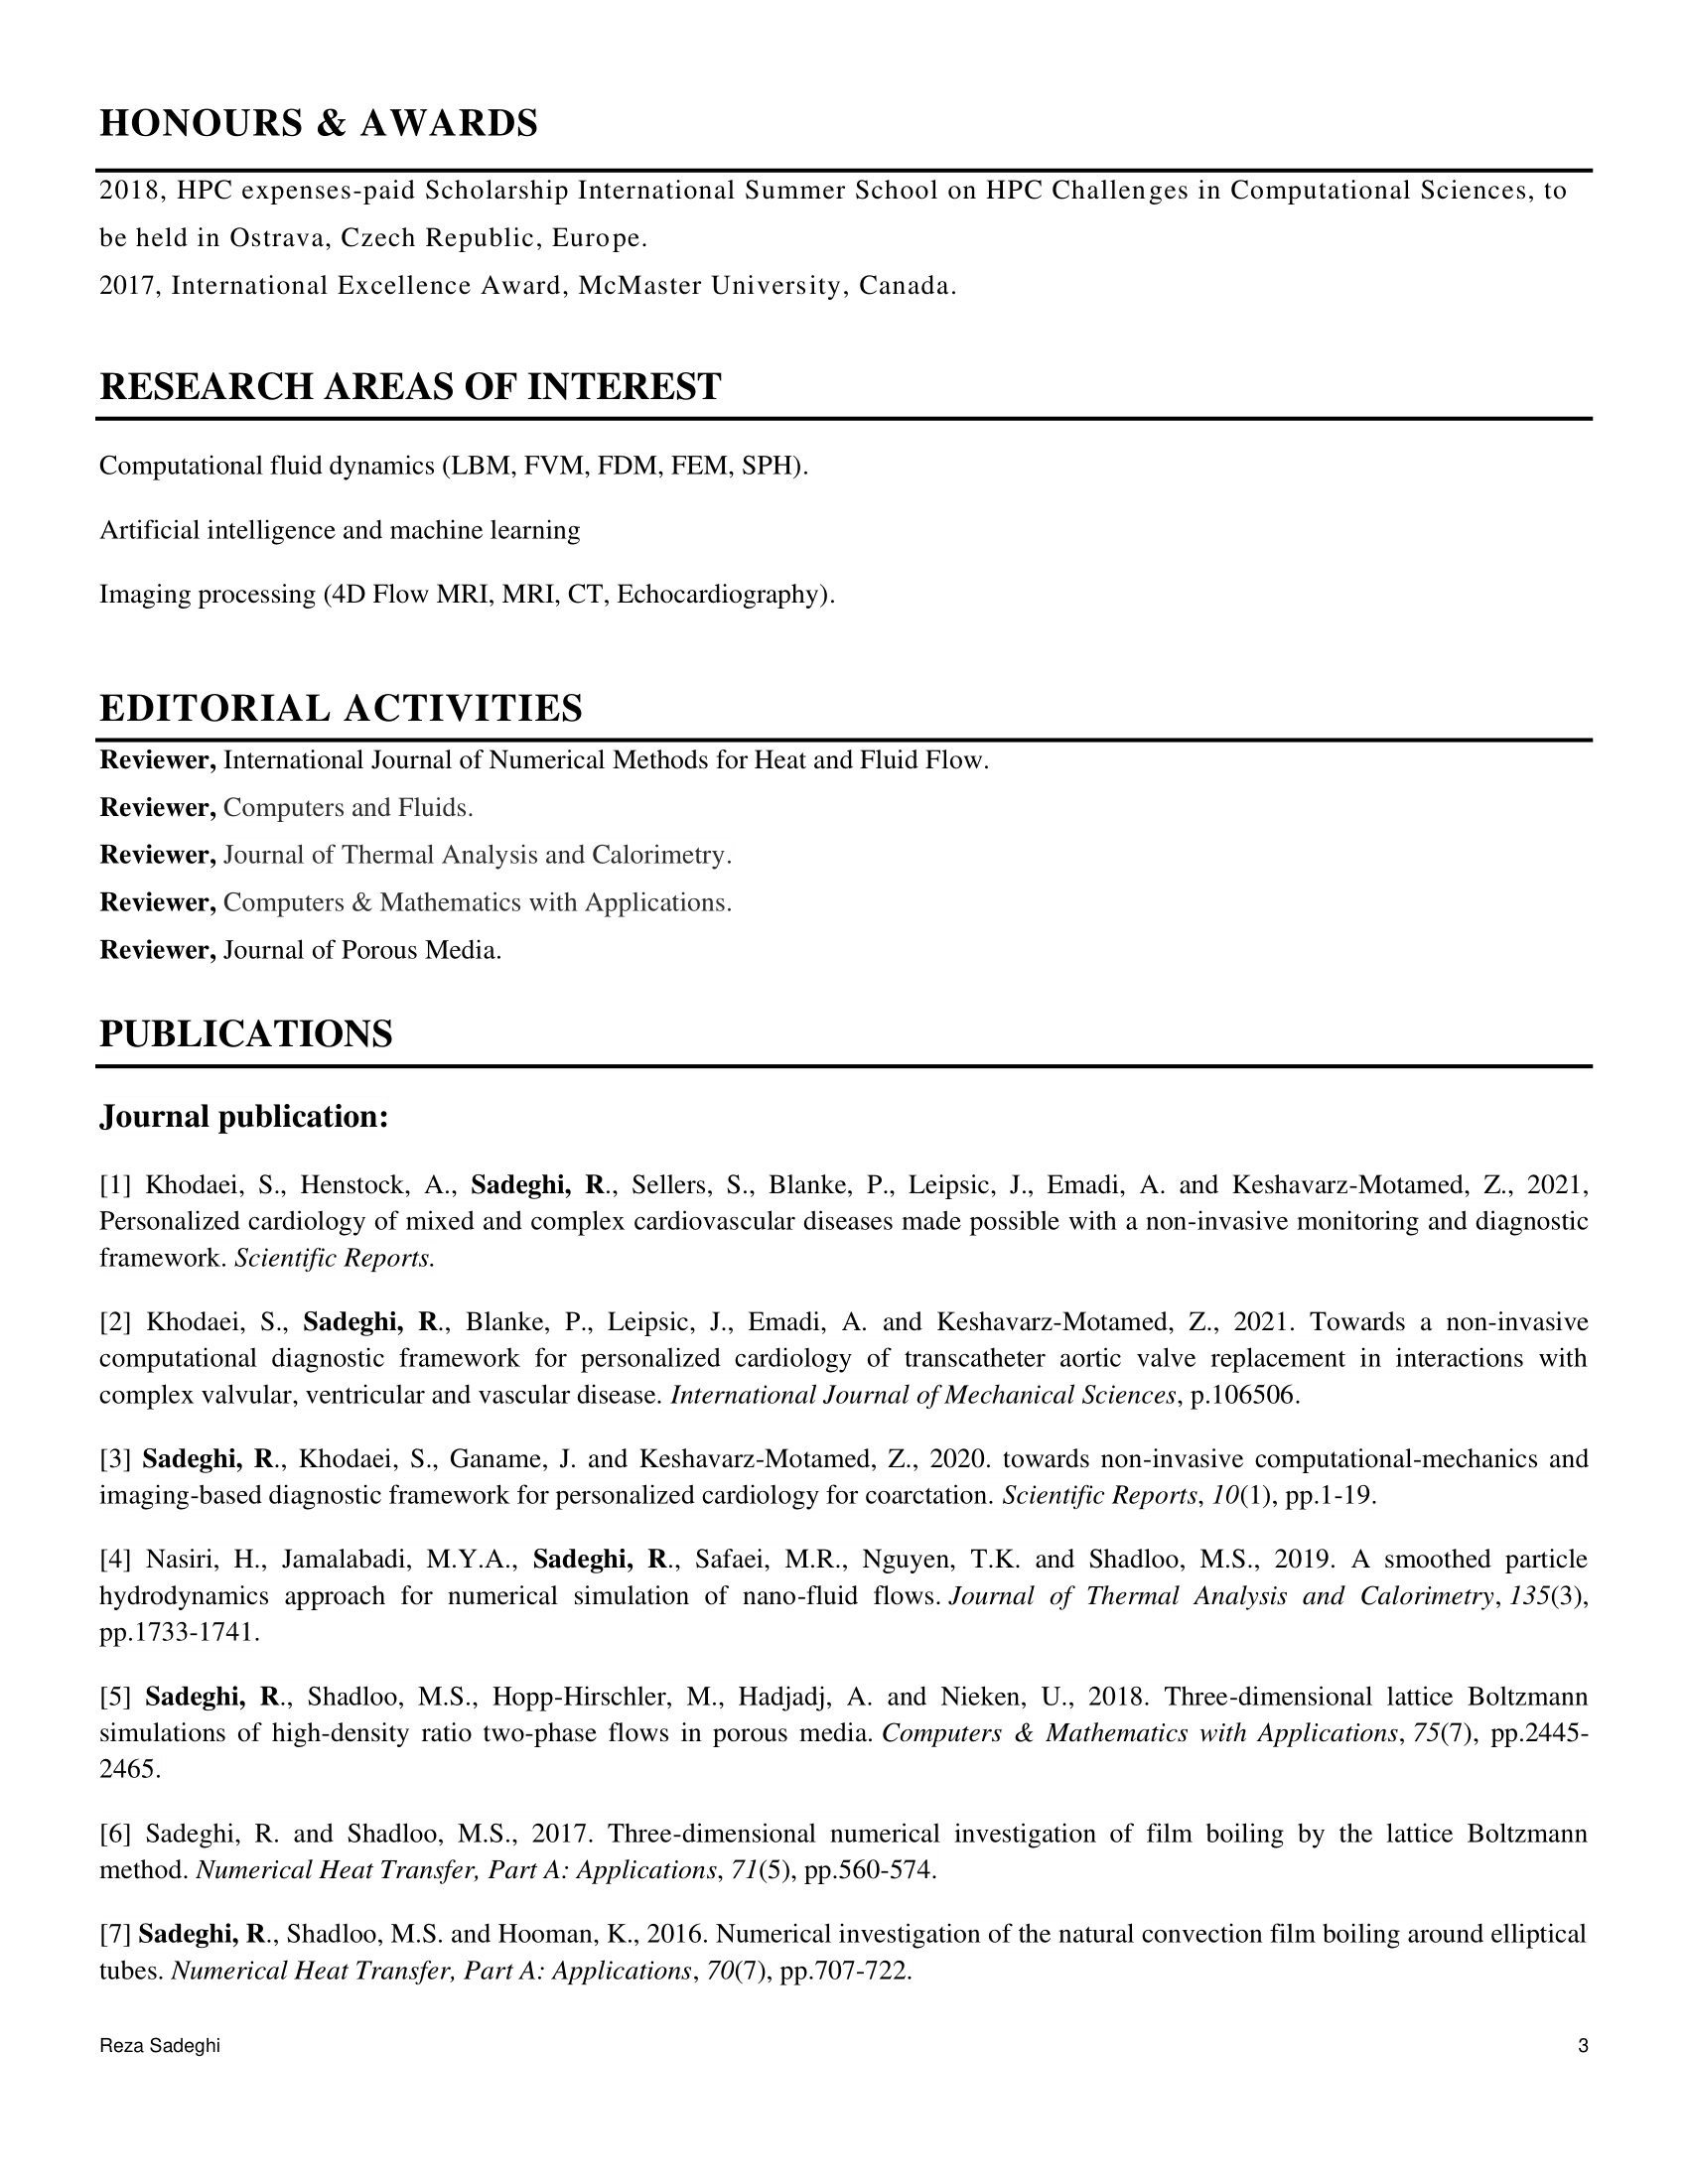 HONOURS & AWARDS
2018, HPC expenses-paid Scholarship International Summer School on HPC Challenges in Computational Sciences, to
be held in Ostrava, Czech Republic, Europe.
2017, International Excellence Award, McMaster University, Canada.
RESEARCH AREAS OF INTEREST
Computational fluid dynamics (LBM, FVM, FDM, FEM, SPH).
Artificial intelligence and machine learning
Imaging processing (4D Flow MRI, MRI, CT, Echocardiography).
EDITORIAL ACTIVITIES
Reviewer, International Journal of Numerical Methods for Heat and Fluid Flow.
Reviewer, Computers and Fluids.
Reviewer, Journal of Thermal Analysis and Calorimetry.
Reviewer, Computers & Mathematics with Applications.
Reviewer, Journal of Porous Media.
PUBLICATIONS
Journal publication:
[1] Khodaei, S., Henstock, A., Sadeghi, R., Sellers, S., Blanke, P., Leipsic, J., Emadi, A. and Keshavarz-Motamed, Z., 2021,
Personalized cardiology of mixed and complex cardiovascular diseases made possible with a non-invasive monitoring and diagnostic
framework. Scientific Reports.
[2] Khodaei, S., Sadeghi, R., Blanke, P., Leipsic, J., Emadi, A. and Keshavarz-Motamed, Z., 2021. Towards a non-invasive
computational diagnostic framework for personalized cardiology of transcatheter aortic valve replacement in interactions with
complex valvular, ventricular and vascular disease. International Journal of Mechanical Sciences, p.106506.
[3] Sadeghi, R., Khodaei, S., Ganame, J. and Keshavarz-Motamed, Z., 2020. towards non-invasive computational-mechanics and
imaging-based diagnostic framework for personalized cardiology for coarctation. Scientific Reports, 10(1), pp.1-19.
[4] Nasiri, H., Jamalabadi, M.Y.A., Sadeghi, R., Safaei, M.R., Nguyen, T.K. and Shadloo, M.S., 2019. A smoothed particle
hydrodynamics approach for numerical simulation of nano-fluid flows. Journal of Thermal Analysis and Calorimetry, 135(3),
pp.1733-1741.
[5] Sadeghi, R., Shadloo, M.S., Hopp-Hirschler, M., Hadjadj, A. and Nieken, U., 2018. Three-dimensional lattice Boltzmann
simulations of high-density ratio two-phase flows in porous media. Computers & Mathematics with Applications, 75(7), pp.2445-
2465.
[6] Sadeghi, R. and Shadloo, M.S., 2017. Three-dimensional numerical investigation of film boiling by the lattice Boltzmann
method. Numerical Heat Transfer, Part A: Applications, 71(5), pp.560-574.
[7] Sadeghi, R., Shadloo, M.S. and Hooman, K., 2016. Numerical investigation of the natural convection film boiling around elliptical
tubes. Numerical Heat Transfer, Part A: Applications, 70(7), pp.707-722.
Reza Sadeghi
3